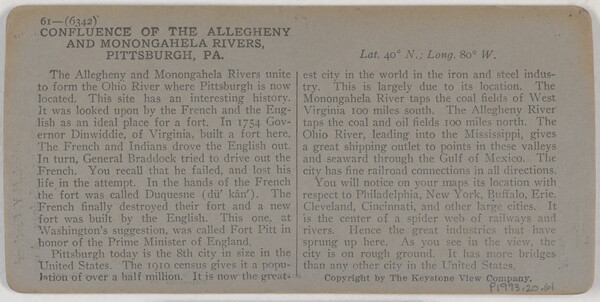 61—(6342)
CONFLUENCE OF THE ALLEGHENY
AND MONONGAHELA RIVERS,
PITTSBURGH, PA.
Lat. 40° N.; Long. 80° W.
The Allegheny and Monongahela Rivers unite
to form the Ohio River where Pittsburgh is now
located. This site has an interesting history.
It was looked upon by the French and the Eng-
lish as an ideal place for a fort. In 1754 Gov-
ernor Dinwiddie, of Virginia, built a fort here.
The French and Indians drove the English out.
In turn, General Braddock tried to drive out the
French. You recall that he failed, and lost his
life in the attempt. In the hands of the French
the fort was called Duquesne (dū' kān'). The
French finally destroyed their fort and a new
fort was built by the English. This one, at
Washington's suggestion, was called Fort Pitt in
honor of the Prime Minister of England.
Pittsburgh today is the 8th city in size in the
United States. The 1910 census gives it a popu-
lation of over a half million. It is now the great-
est city in the world in the iron and steel indus-
try. This is largely due to its location. The
Monongahela River taps the coal fields of West
Virginia 100 miles south. The Allegheny River
taps the coal and oil fields 100 miles north. The
Ohio River, leading into the Mississippi, gives
a great shipping outlet to points in these valleys
and seaward through the Gulf of Mexico. The
city has fine railroad connections in all directions.
You will notice on your maps its location with
respect to Philadelphia, New York, Buffalo, Erie,
Cleveland, Cincinnati, and other large cities. It
is the center of a spider web of railways and
rivers. Hence the great industries that have
sprung up here. As you see in the view, the
city is on rough ground. It has more bridges
than any other city in the United States.
Copyright by The Keystone View Company.
P1993.20.61